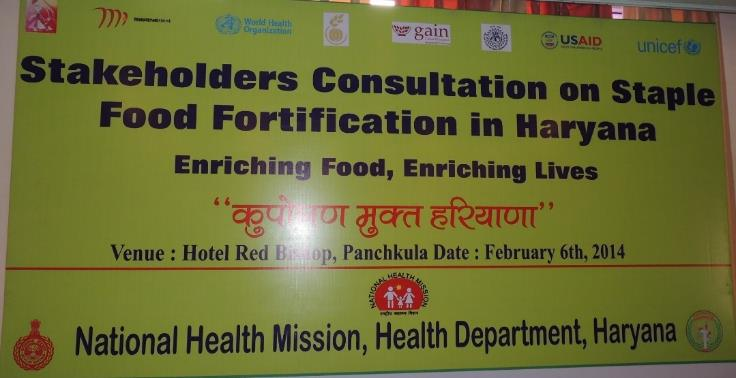 World Health
Organization
gain
USAID
unicef
Stakeholders Consultation on Staple
Food Fortification in Haryana
Enriching Food, Enriching Lives
“कुपोषण मुक्त हरियाणा”
Venue : Hotel Red Bishop, Panchkula Date : February 6th, 2014
NATIONAL HEALTH MISSION
राष्ट्रीय स्वास्थ्य मिशन
National Health Mission, Health Department, Haryana